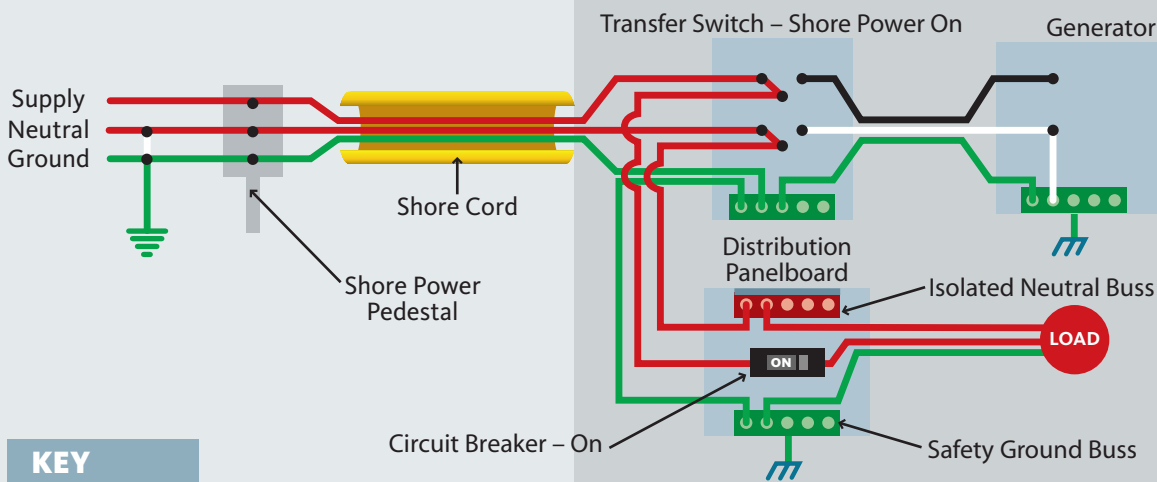 Transfer Switch – Shore Power On
Generator
Supply
Neutral
Ground
Shore Cord
Shore Power
Pedestal
Distribution
Panelboard
Isolated Neutral Buss
LOAD
ON
Circuit Breaker – On
Safety Ground Buss
KEY